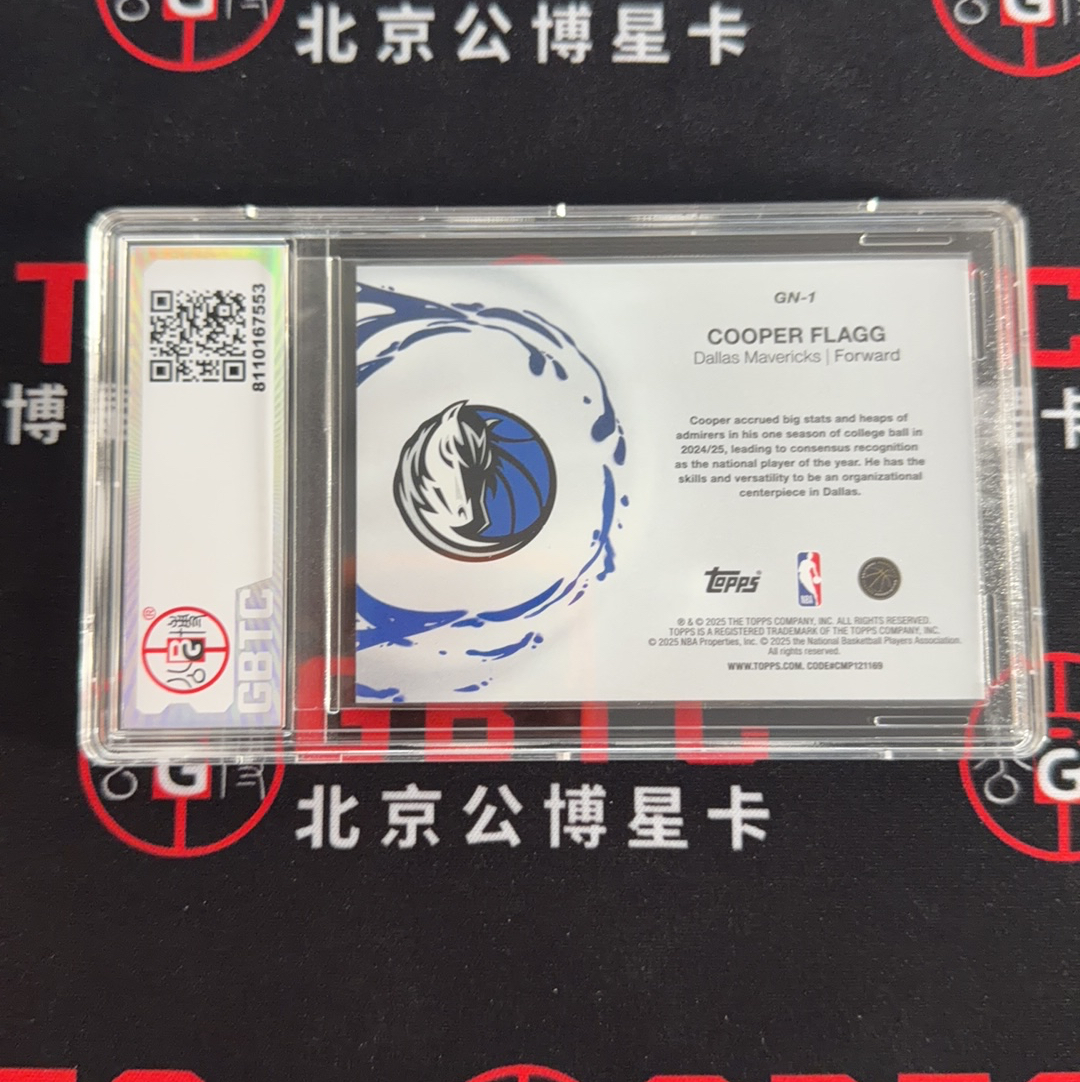 北京公博星卡
博
卡
8110167553
GBTC
GN-1
COOPER FLAGG
Dallas Mavericks | Forward
Cooper accrued big stats and heaps of
admirers in his one season of college ball in
2024/25, leading to consensus recognition
as the national player of the year. He has the
skills and versatility to be an organizational
centerpiece in Dallas.
Topps
NBA
® & © 2025 THE TOPPS COMPANY, INC. ALL RIGHTS RESERVED.
TOPPS IS A REGISTERED TRADEMARK OF THE TOPPS COMPANY, INC.
© 2025 NBA Properties, Inc. © 2025 the National Basketball Players Association.
All rights reserved.
WWW.TOPPS.COM. CODE#CMP121169
GBTC
G
北京公博星卡
G